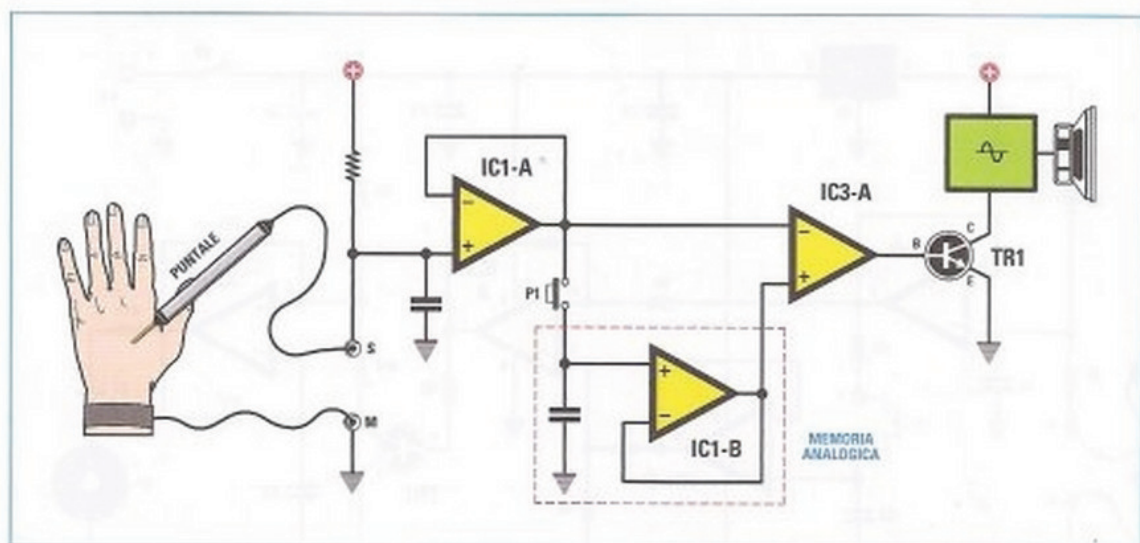 PUNTALE
S
M
IC1-A
−
+
P1
IC1-B
+
−
MEMORIA
ANALOGICA
IC3-A
−
+
B
C
E
TR1